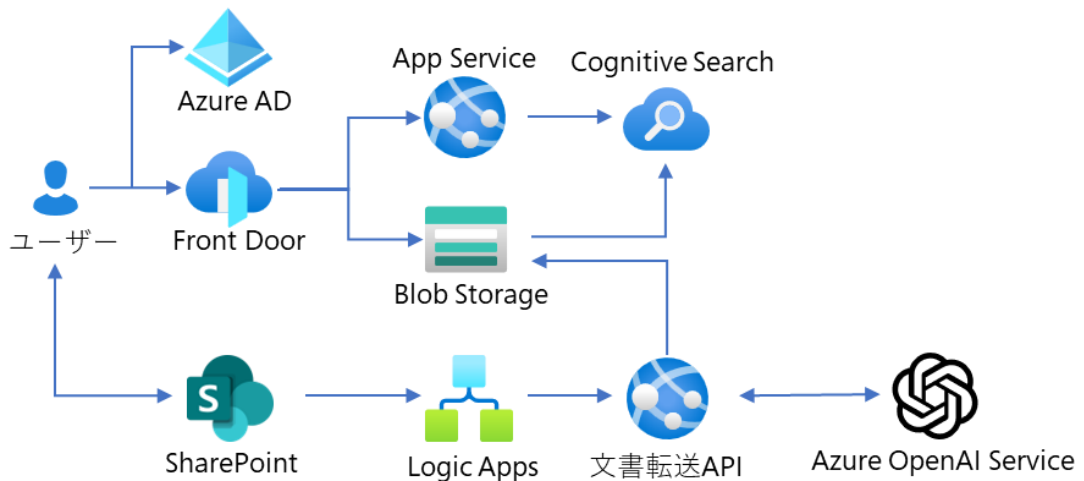 Azure AD
App Service
Cognitive Search
ユーザー
Front Door
Blob Storage
S
SharePoint
Logic Apps
文書転送API
Azure OpenAI Service